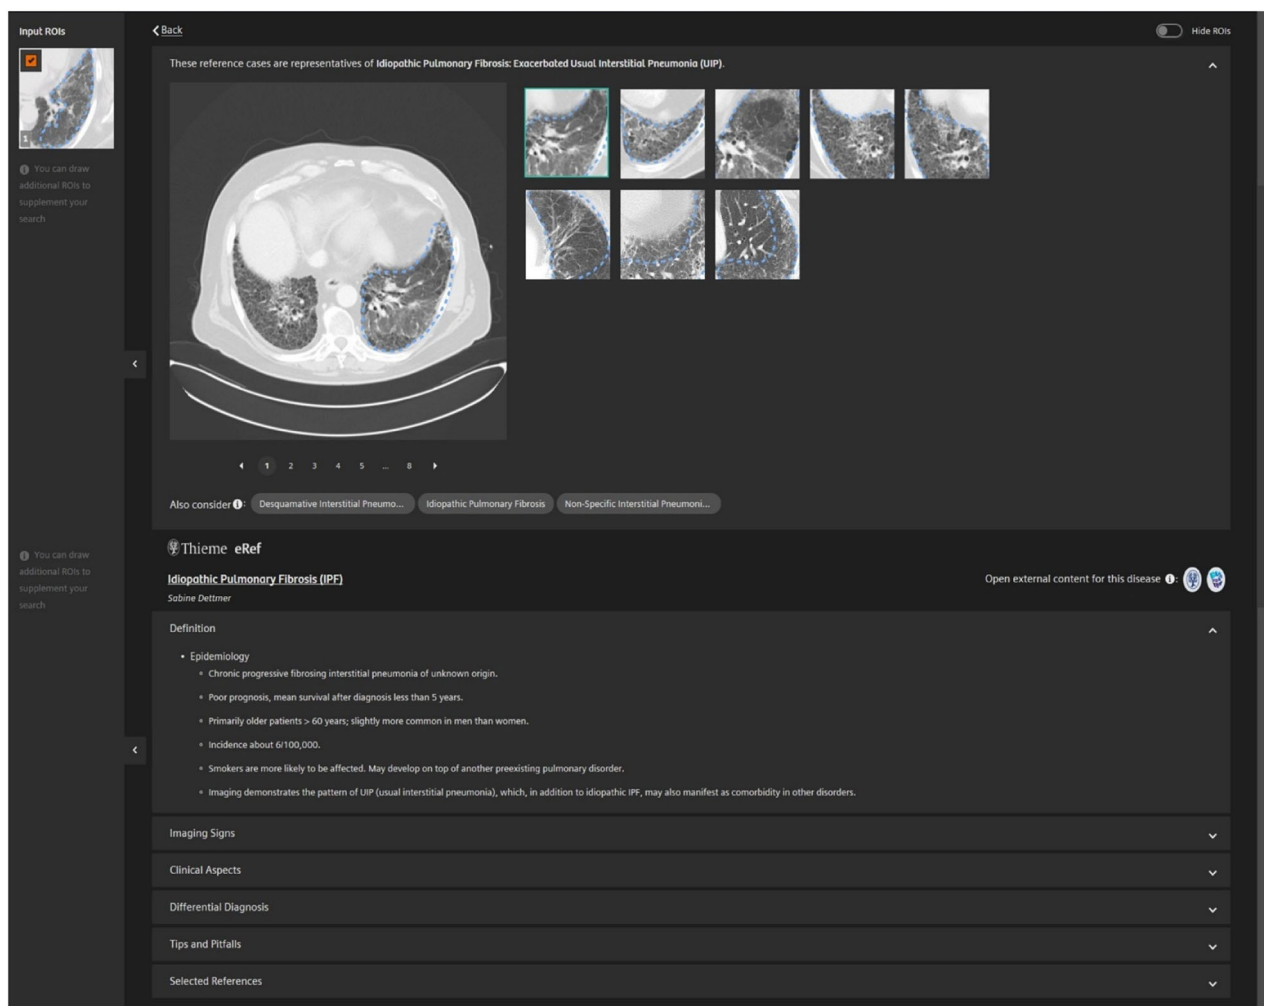 Input ROIs
1
You can draw
additional ROIs to
supplement your
search
Back
Hide ROIs
These reference cases are representatives of Idiopathic Pulmonary Fibrosis: Exacerbated Usual Interstitial Pneumonia (UIP).
1 2 3 4 5 ... 8
Also consider : Desquamative Interstitial Pneumo... Idiopathic Pulmonary Fibrosis Non-Specific Interstitial Pneumoni...
You can draw
additional ROIs to
supplement your
search
Thieme eRef
Idiopathic Pulmonary Fibrosis (IPF)
Open external content for this disease :
Sabine Dettmer
Definition
• Epidemiology
Chronic progressive fibrosing interstitial pneumonia of unknown origin.
Poor prognosis, mean survival after diagnosis less than 5 years.
Primarily older patients > 60 years; slightly more common in men than women.
Incidence about 6/100,000.
Smokers are more likely to be affected. May develop on top of another preexisting pulmonary disorder.
Imaging demonstrates the pattern of UIP (usual interstitial pneumonia), which, in addition to idiopathic IPF, may also manifest as comorbidity in other disorders.
Imaging Signs
Clinical Aspects
Differential Diagnosis
Tips and Pitfalls
Selected References